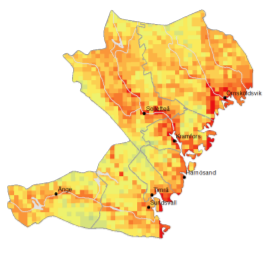 Örnsköldsvik
Sollefteå
Kramfors
Härnösand
Ånge
Timrå
Sundsvall